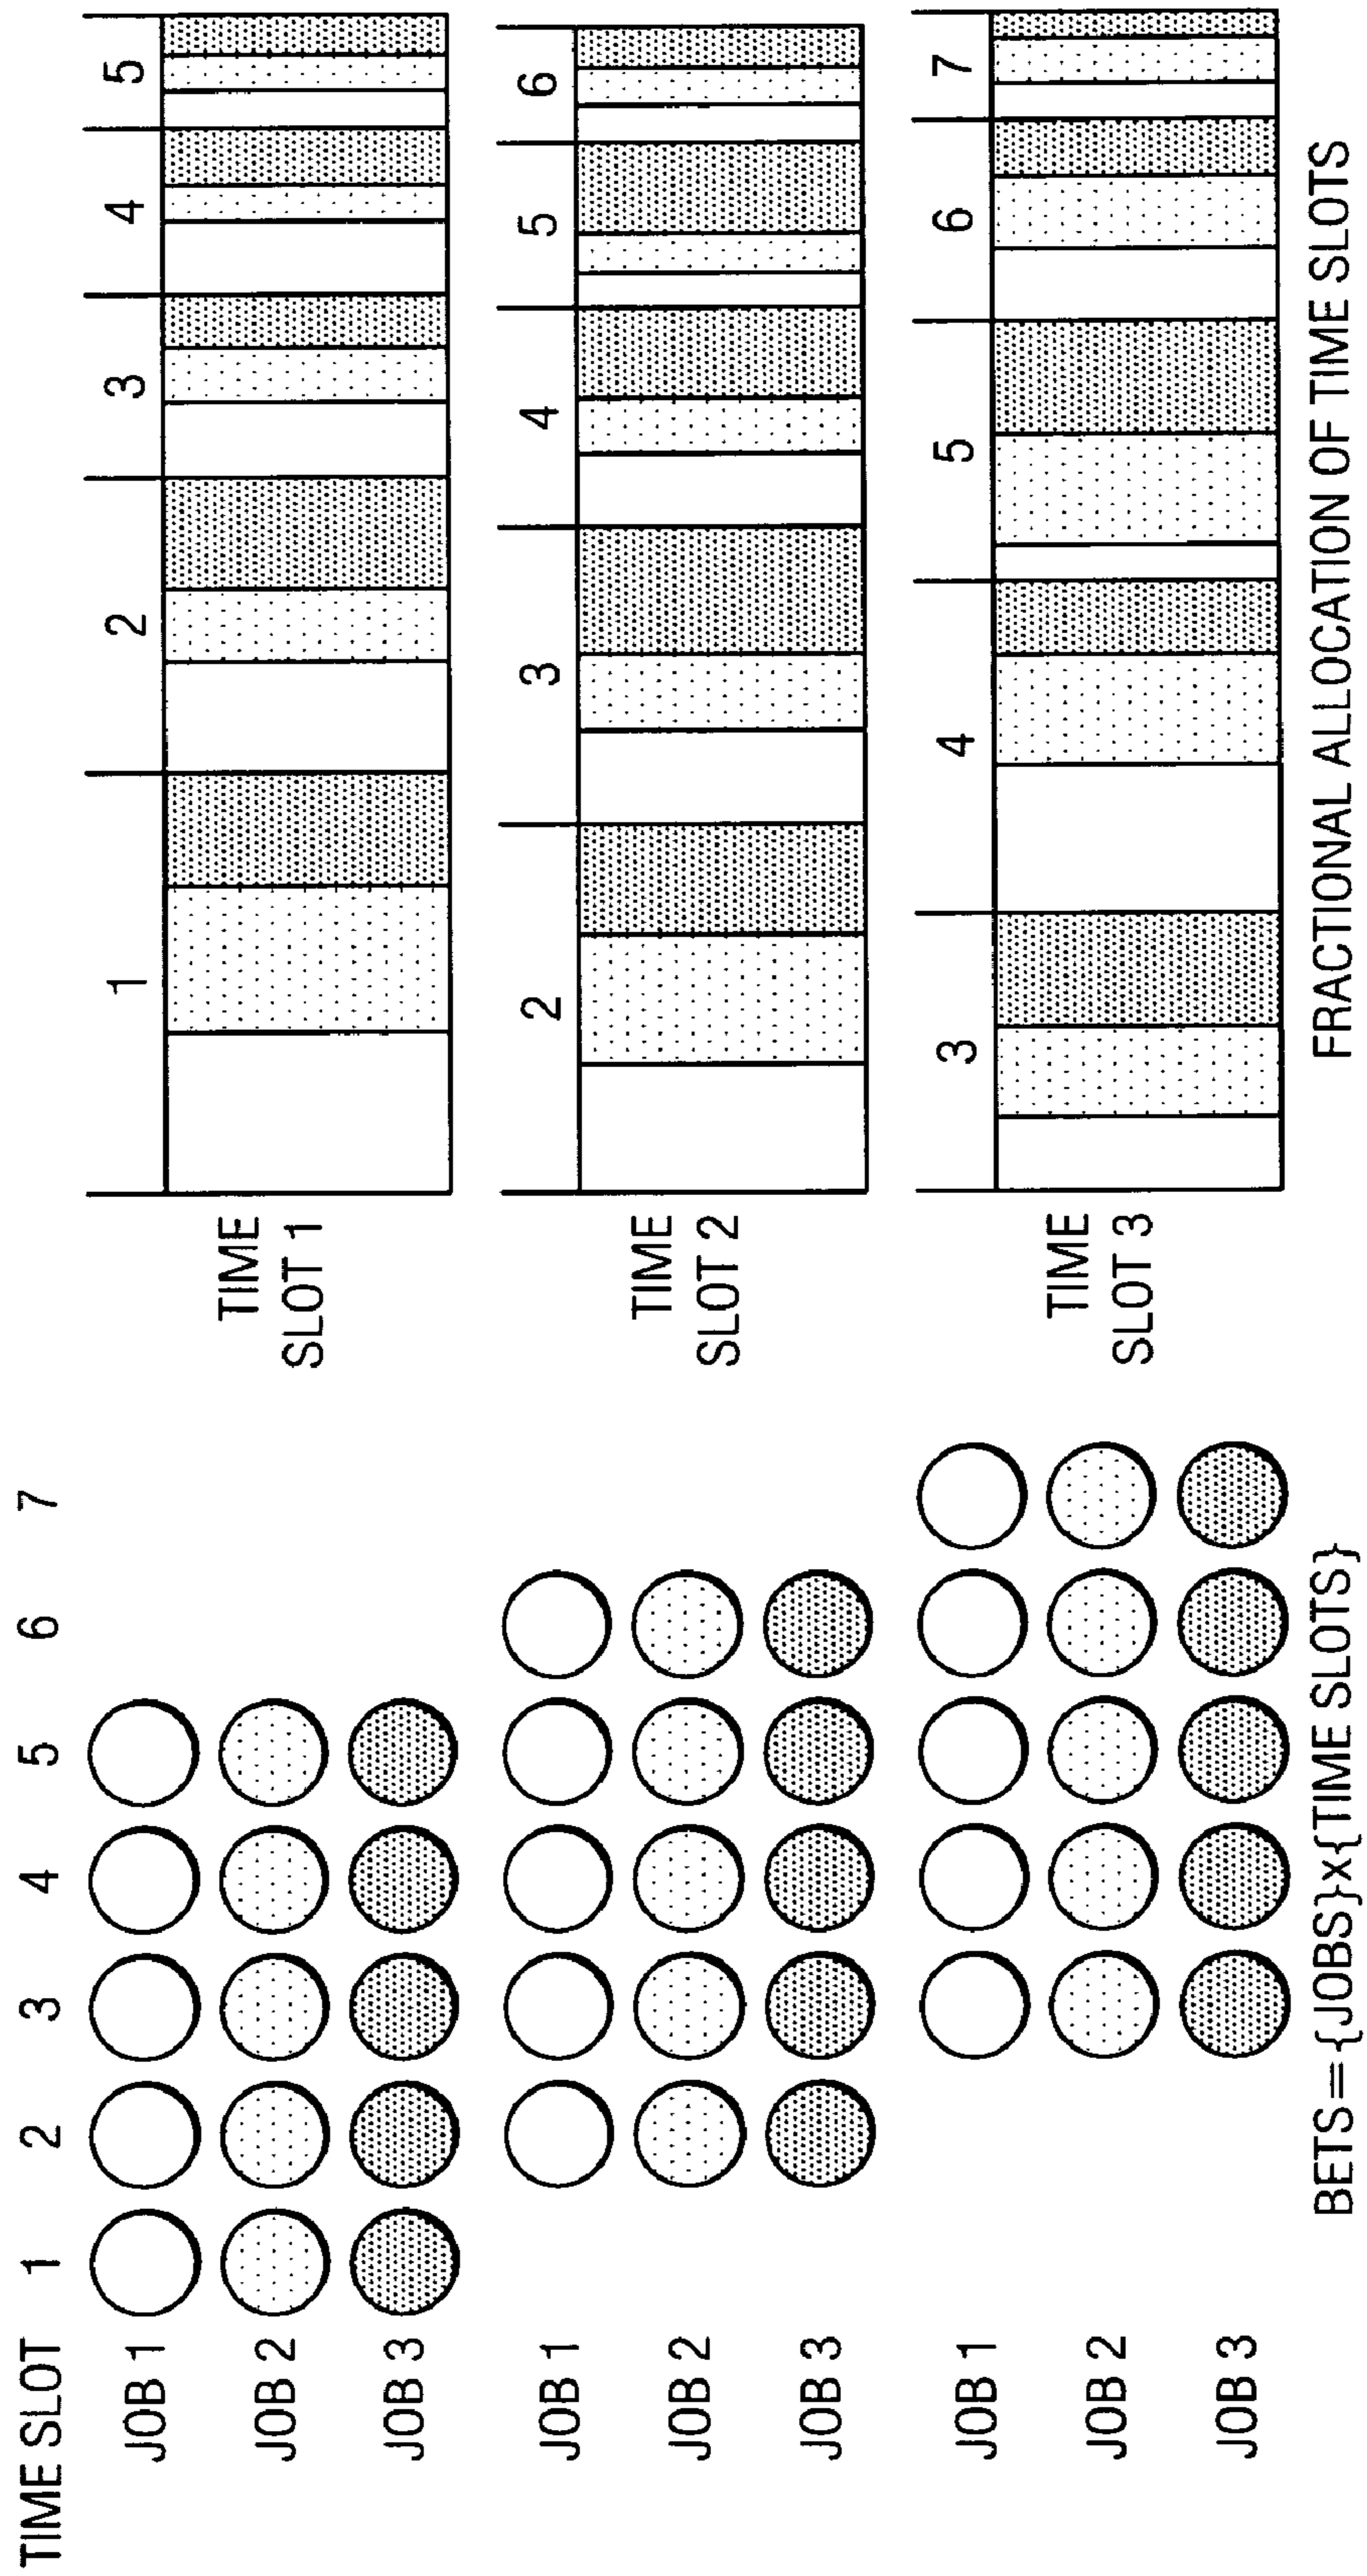 TIME SLOT 1 2 3 4 5 6 7
JOB 1
JOB 2
JOB 3
JOB 1
JOB 2
JOB 3
JOB 1
JOB 2
JOB 3
BETS={JOBS}x{TIME SLOTS}
1 2 3 4 5
TIME
SLOT 1
2 3 4 5 6
TIME
SLOT 2
3 4 5 6 7
TIME
SLOT 3
FRACTIONAL ALLOCATION OF TIME SLOTS